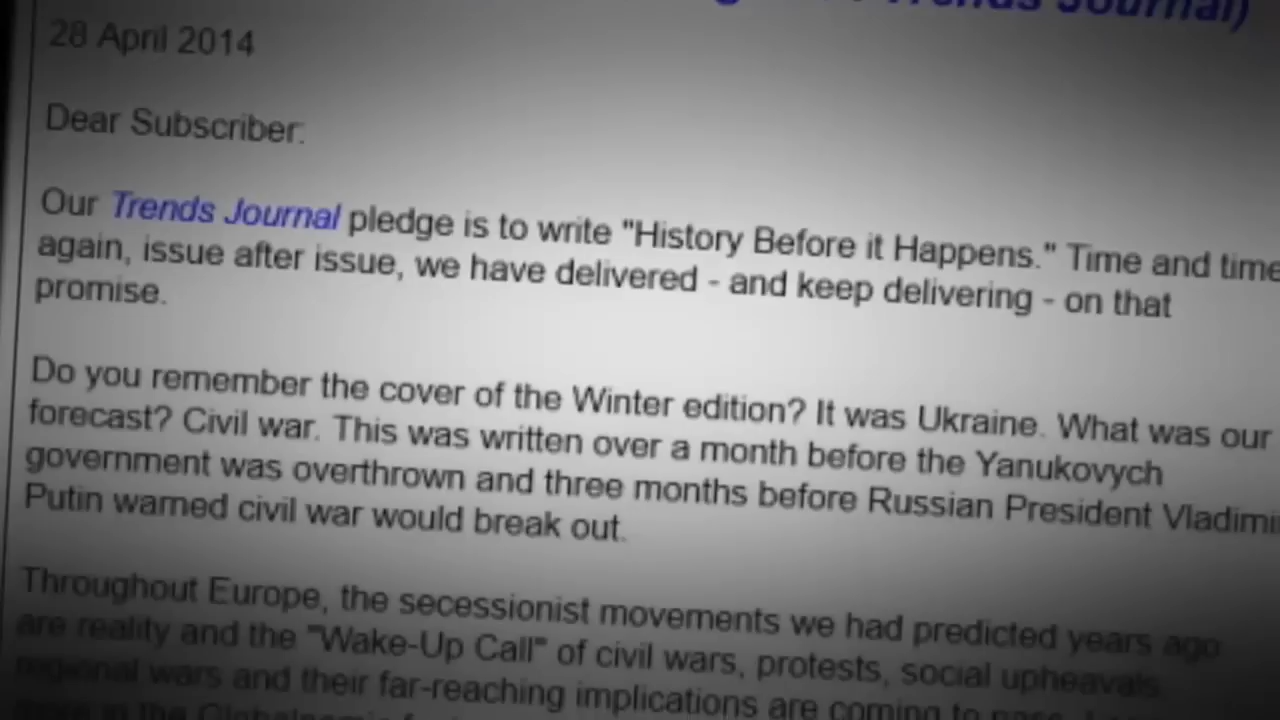 Trends Journal)
28 April 2014
Dear Subscriber:
Our Trends Journal pledge is to write "History Before it Happens." Time and time
again, issue after issue, we have delivered - and keep delivering - on that
promise.
Do you remember the cover of the Winter edition? It was Ukraine. What was our
forecast? Civil war. This was written over a month before the Yanukovych
government was overthrown and three months before Russian President Vladimi
Putin warned civil war would break out.
Throughout Europe, the secessionist movements we had predicted years ago
are reality and the "Wake-Up Call" of civil wars, protests, social upheavals,
regional wars and their far-reaching implications are coming to
in the